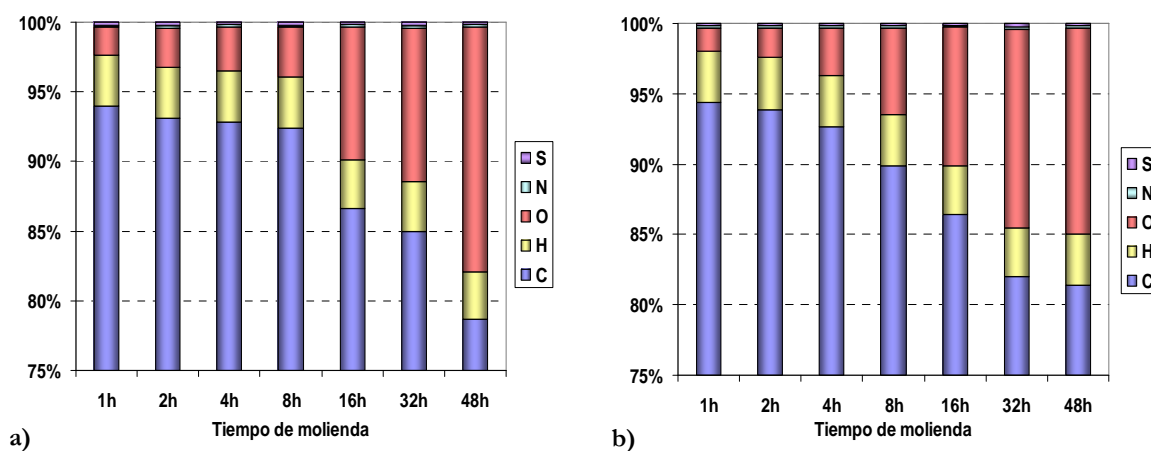 100%
95%
90%
85%
80%
75%
1h 2h 4h 8h 16h 32h 48h
Tiempo de molienda
S
N
O
H
C
a)
100%
95%
90%
85%
80%
75%
1h 2h 4h 8h 16h 32h 48h
Tiempo de molienda
S
N
O
H
C
b)